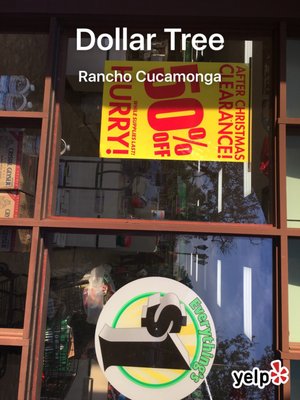 Dollar Tree
Rancho Cucamonga
AFTER CHRISTMAS
CLEARANCE!
50%
OFF
WHILE SUPPLIES LAST!
HURRY!
Everything's
$1
yelp